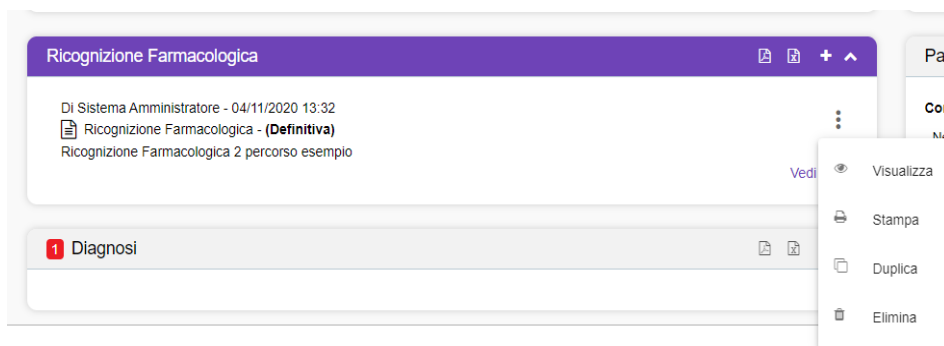 Ricognizione Farmacologica
Pa
Di Sistema Amministratore - 04/11/2020 13:32
Ricognizione Farmacologica - (Definitiva)
Ricognizione Farmacologica 2 percorso esempio
Vedi
Visualizza
Stampa
Duplica
Elimina
1 Diagnosi